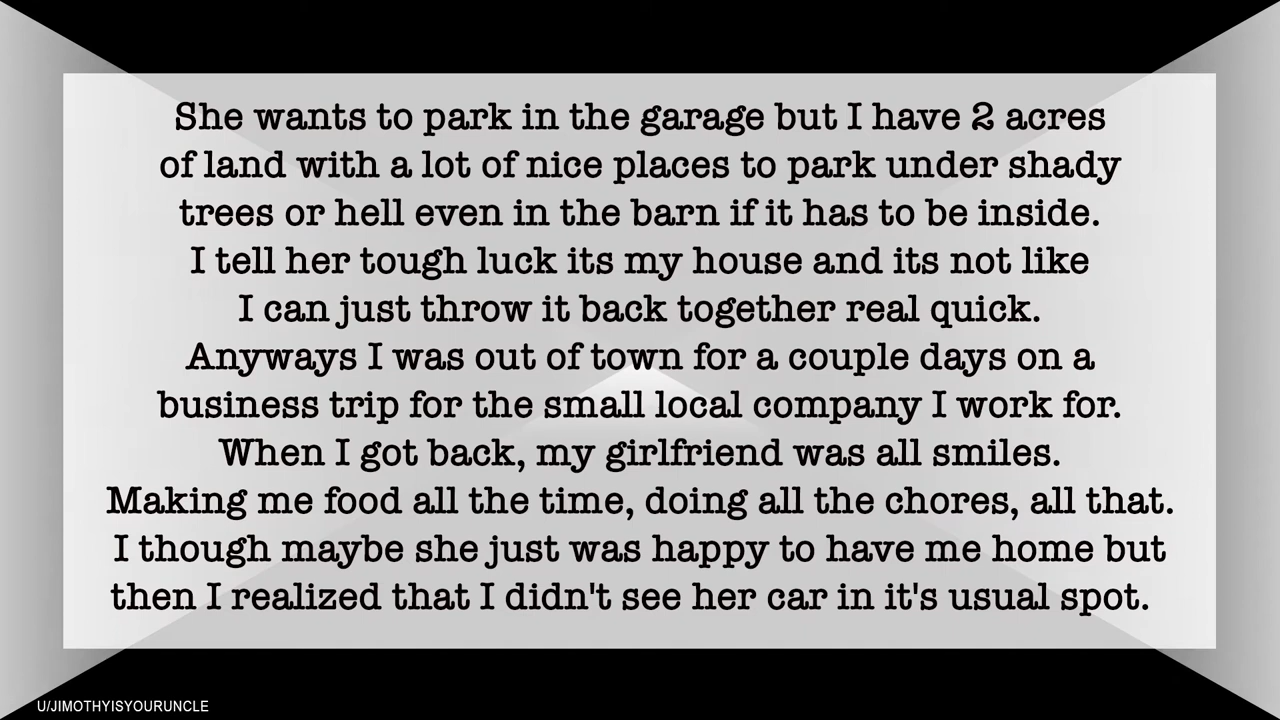 She wants to park in the garage but I have 2 acres
of land with a lot of nice places to park under shady
trees or hell even in the barn if it has to be inside.
I tell her tough luck its my house and its not like
I can just throw it back together real quick.
Anyways I was out of town for a couple days on a
business trip for the small local company I work for.
When I got back, my girlfriend was all smiles.
Making me food all the time, doing all the chores, all that.
I though maybe she just was happy to have me home but
then I realized that I didn't see her car in it's usual spot.
U/JIMOTHYISYOURUNCLE